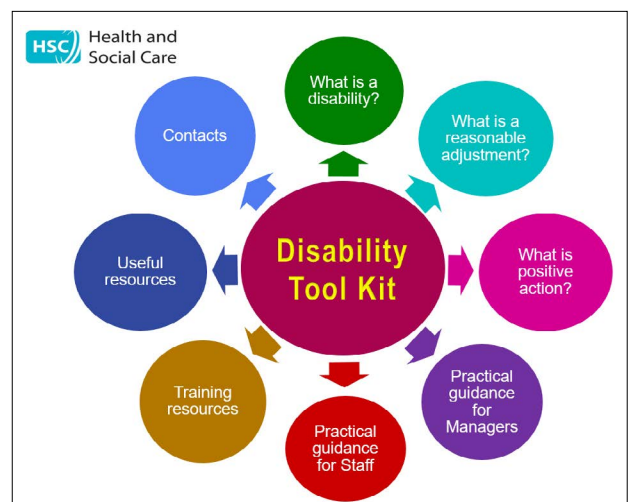 HSC
Health and
Social Care
What is a
disability?
What is a
reasonable
adjustment?
What is
positive
action?
Practical
guidance
for
Managers
Practical
guidance
for Staff
Training
resources
Useful
resources
Contacts
Disability
Tool Kit